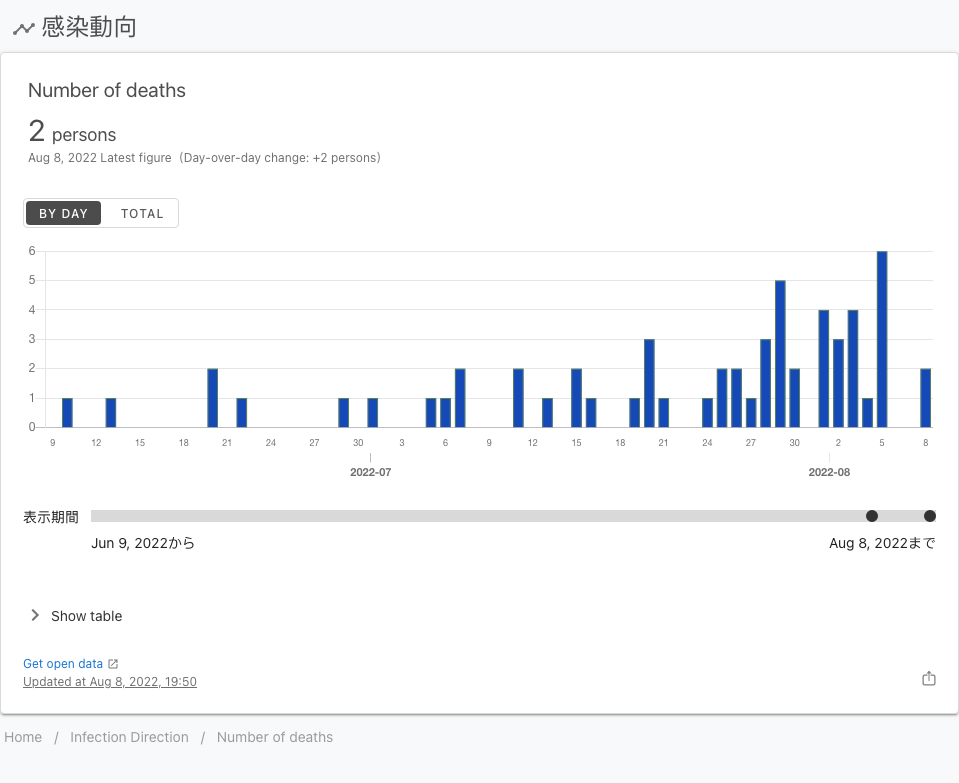 感染動向
Number of deaths
2 persons
Aug 8, 2022 Latest figure (Day-over-day change: +2 persons)
BY DAY TOTAL
6
5
4
3
2
1
0
9 12 15 18 21 24 27 30 3 6 9 12 15 18 21 24 27 30 2 5 8
2022-07 2022-08
表示期間
Jun 9, 2022から Aug 8, 2022まで
Show table
Get open data
Updated at Aug 8, 2022, 19:50
Home / Infection Direction / Number of deaths